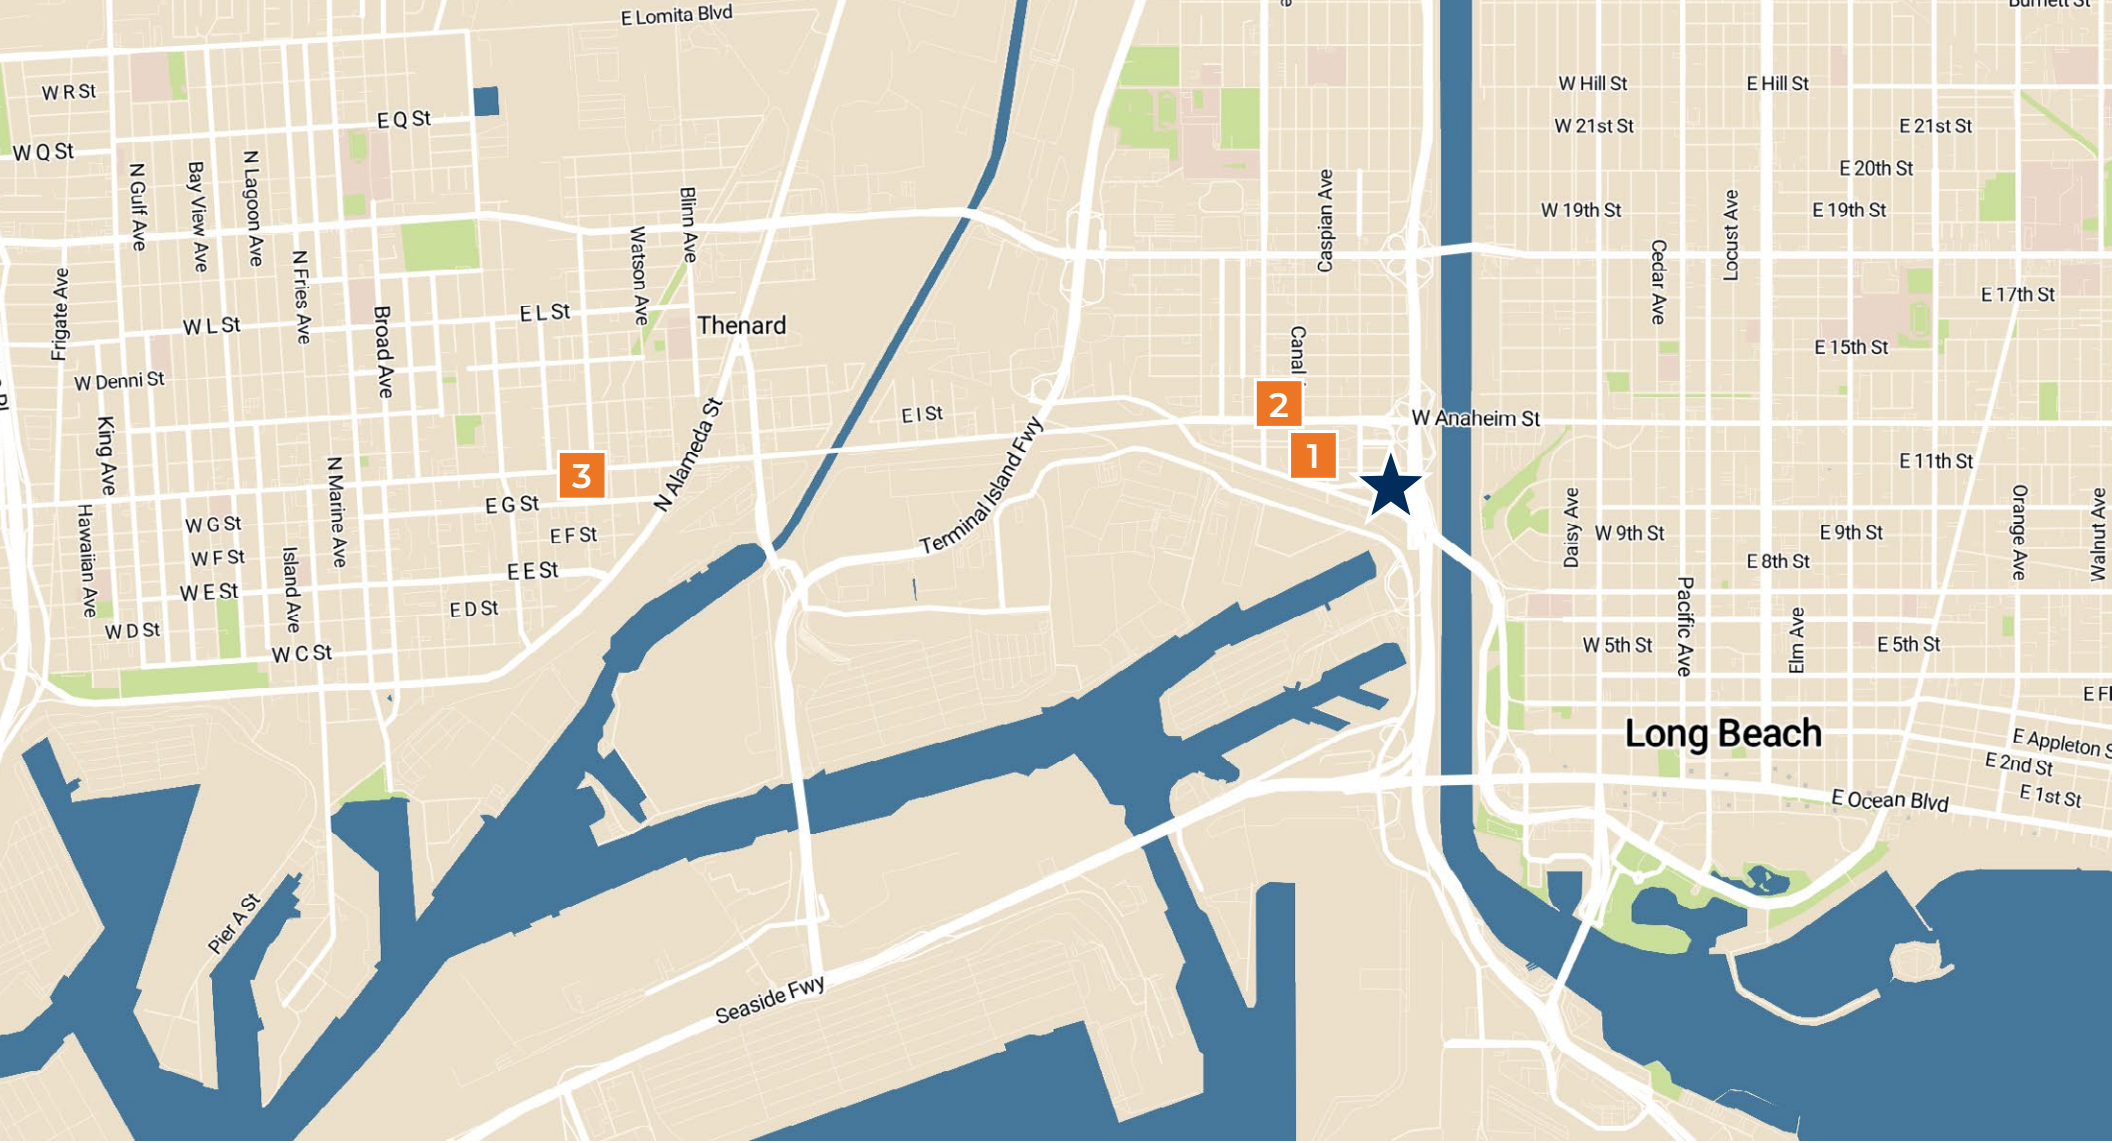 E Lomita Blvd
Burnett St
W R St
W Hill St
E Hill St
E Q St
W 21st St
E 21st St
W Q St
E 20th St
N Gulf Ave
Bay View Ave
N Lagoon Ave
Blinn Ave
Caspian Ave
W 19th St
Locust Ave
E 19th St
Watson Ave
N Fries Ave
Frigate Ave
Cedar Ave
E 17th St
Broad Ave
E L St
W L St
Thenard
Canal
E 15th St
W Denni St
2
E I St
W Anaheim St
King Ave
N Alameda St
1
E 11th St
3
N Marine Ave
Terminal Island Fwy
E G St
W G St
E F St
Daisy Ave
W 9th St
E 9th St
Orange Ave
Walnut Ave
Hawaiian Ave
W F St
E 8th St
E E St
W E St
Island Ave
E D St
W D St
Pacific Ave
Elm Ave
W 5th St
E 5th St
W C St
Long Beach
E Appleton S
E 2nd St
E 1st St
E Ocean Blvd
Pier A St
Seaside Fwy